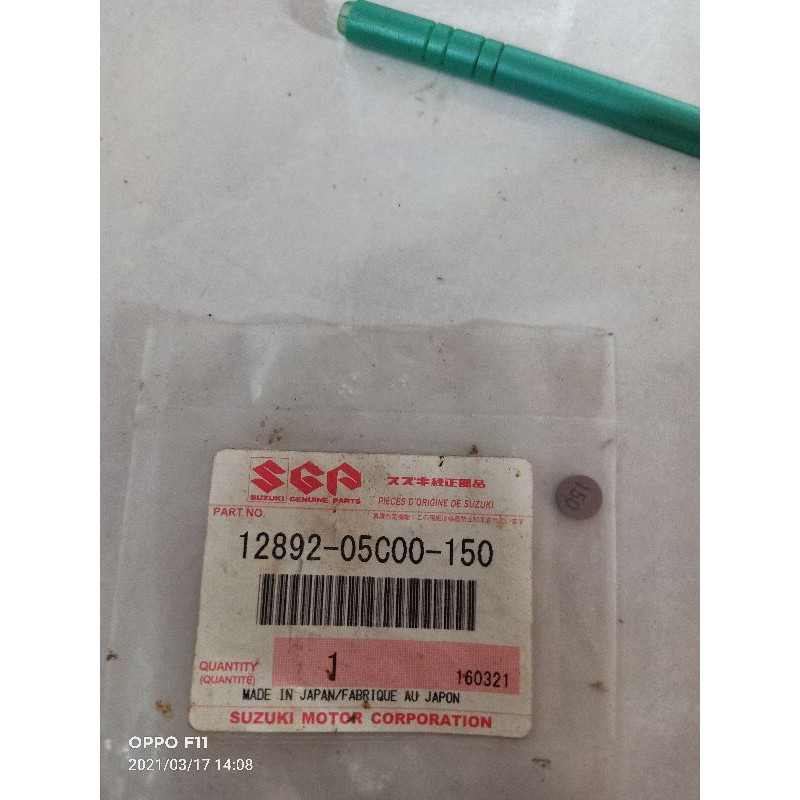 SGP スズキ純正部品
SUZUKI GENUINE PARTS PIÈCES D'ORIGINE DE SUZUKI
PART NO.
12892-05C00-150
150
QUANTITY 1
(QUANTITÉ) 160321
MADE IN JAPAN/FABRIQUE AU JAPON
SUZUKI MOTOR CORPORATION
OPPO F11
2021/03/17 14:08